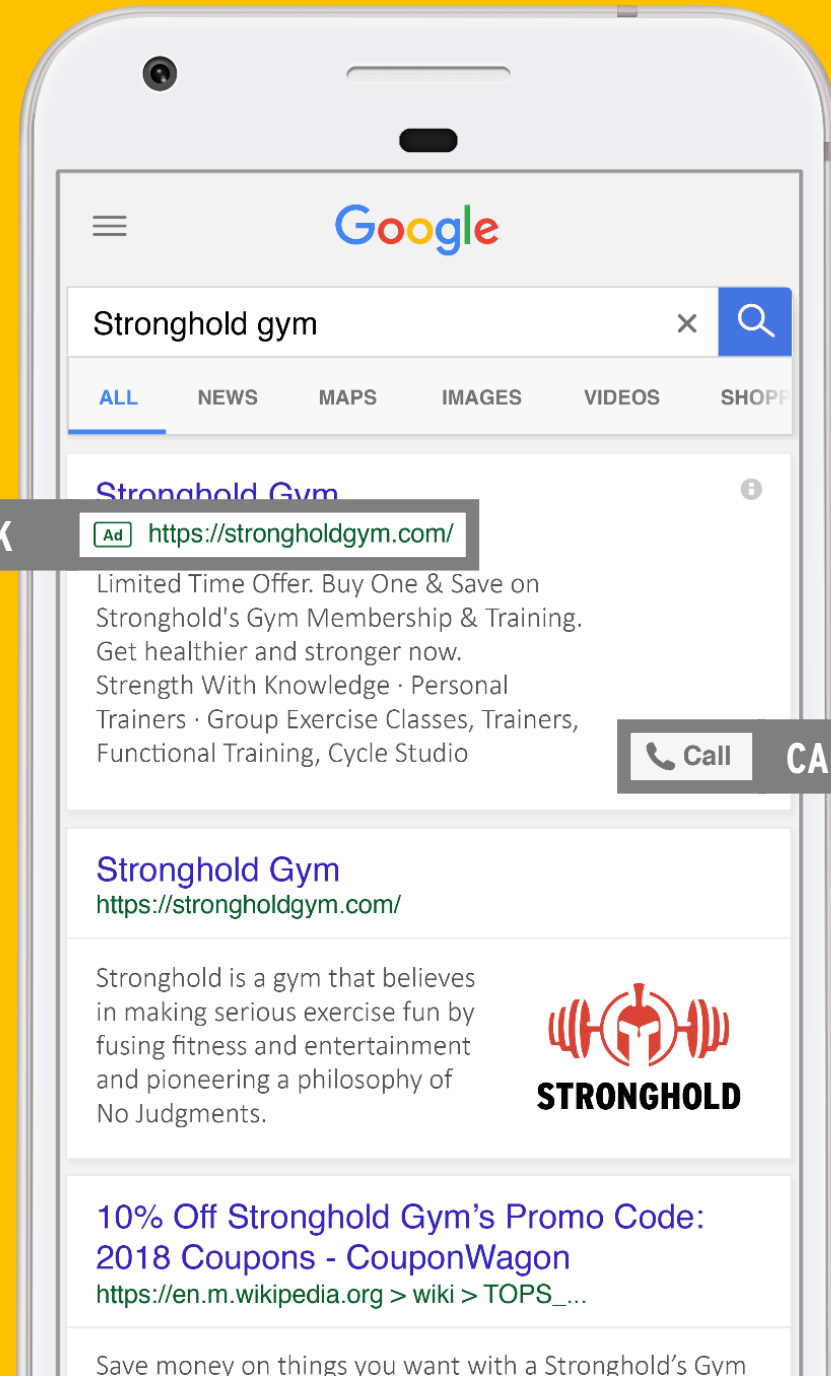 Google
Stronghold gym
ALL NEWS MAPS IMAGES VIDEOS SHOPP
Stronghold Gym
K
Ad https://strongholdgym.com/
Limited Time Offer. Buy One & Save on
Stronghold's Gym Membership & Training.
Get healthier and stronger now.
Strength With Knowledge · Personal
Trainers · Group Exercise Classes, Trainers,
Functional Training, Cycle Studio
Call CA
Stronghold Gym
https://strongholdgym.com/
Stronghold is a gym that believes
in making serious exercise fun by
fusing fitness and entertainment
and pioneering a philosophy of
No Judgments.
STRONGHOLD
10% Off Stronghold Gym’s Promo Code:
2018 Coupons - CouponWagon
https://en.m.wikipedia.org > wiki > TOPS_...
Save money on things you want with a Stronghold’s Gym